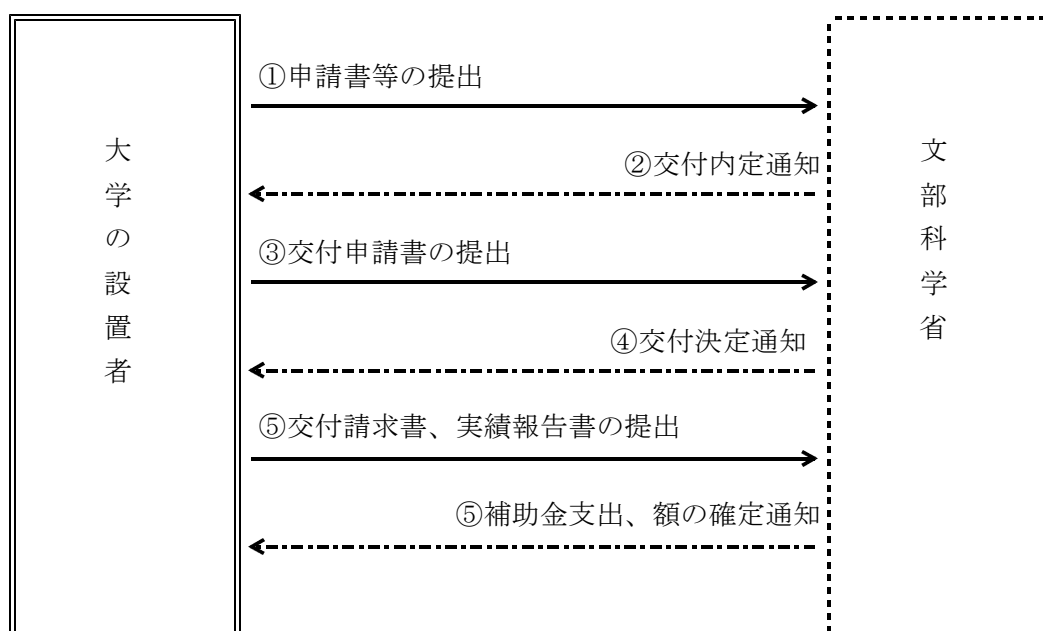 ①申請書等の提出
②交付内定通知
③交付申請書の提出
④交付決定通知
⑤交付請求書、実績報告書の提出
⑤補助金支出、額の確定通知
大学の設置者
文部科学省